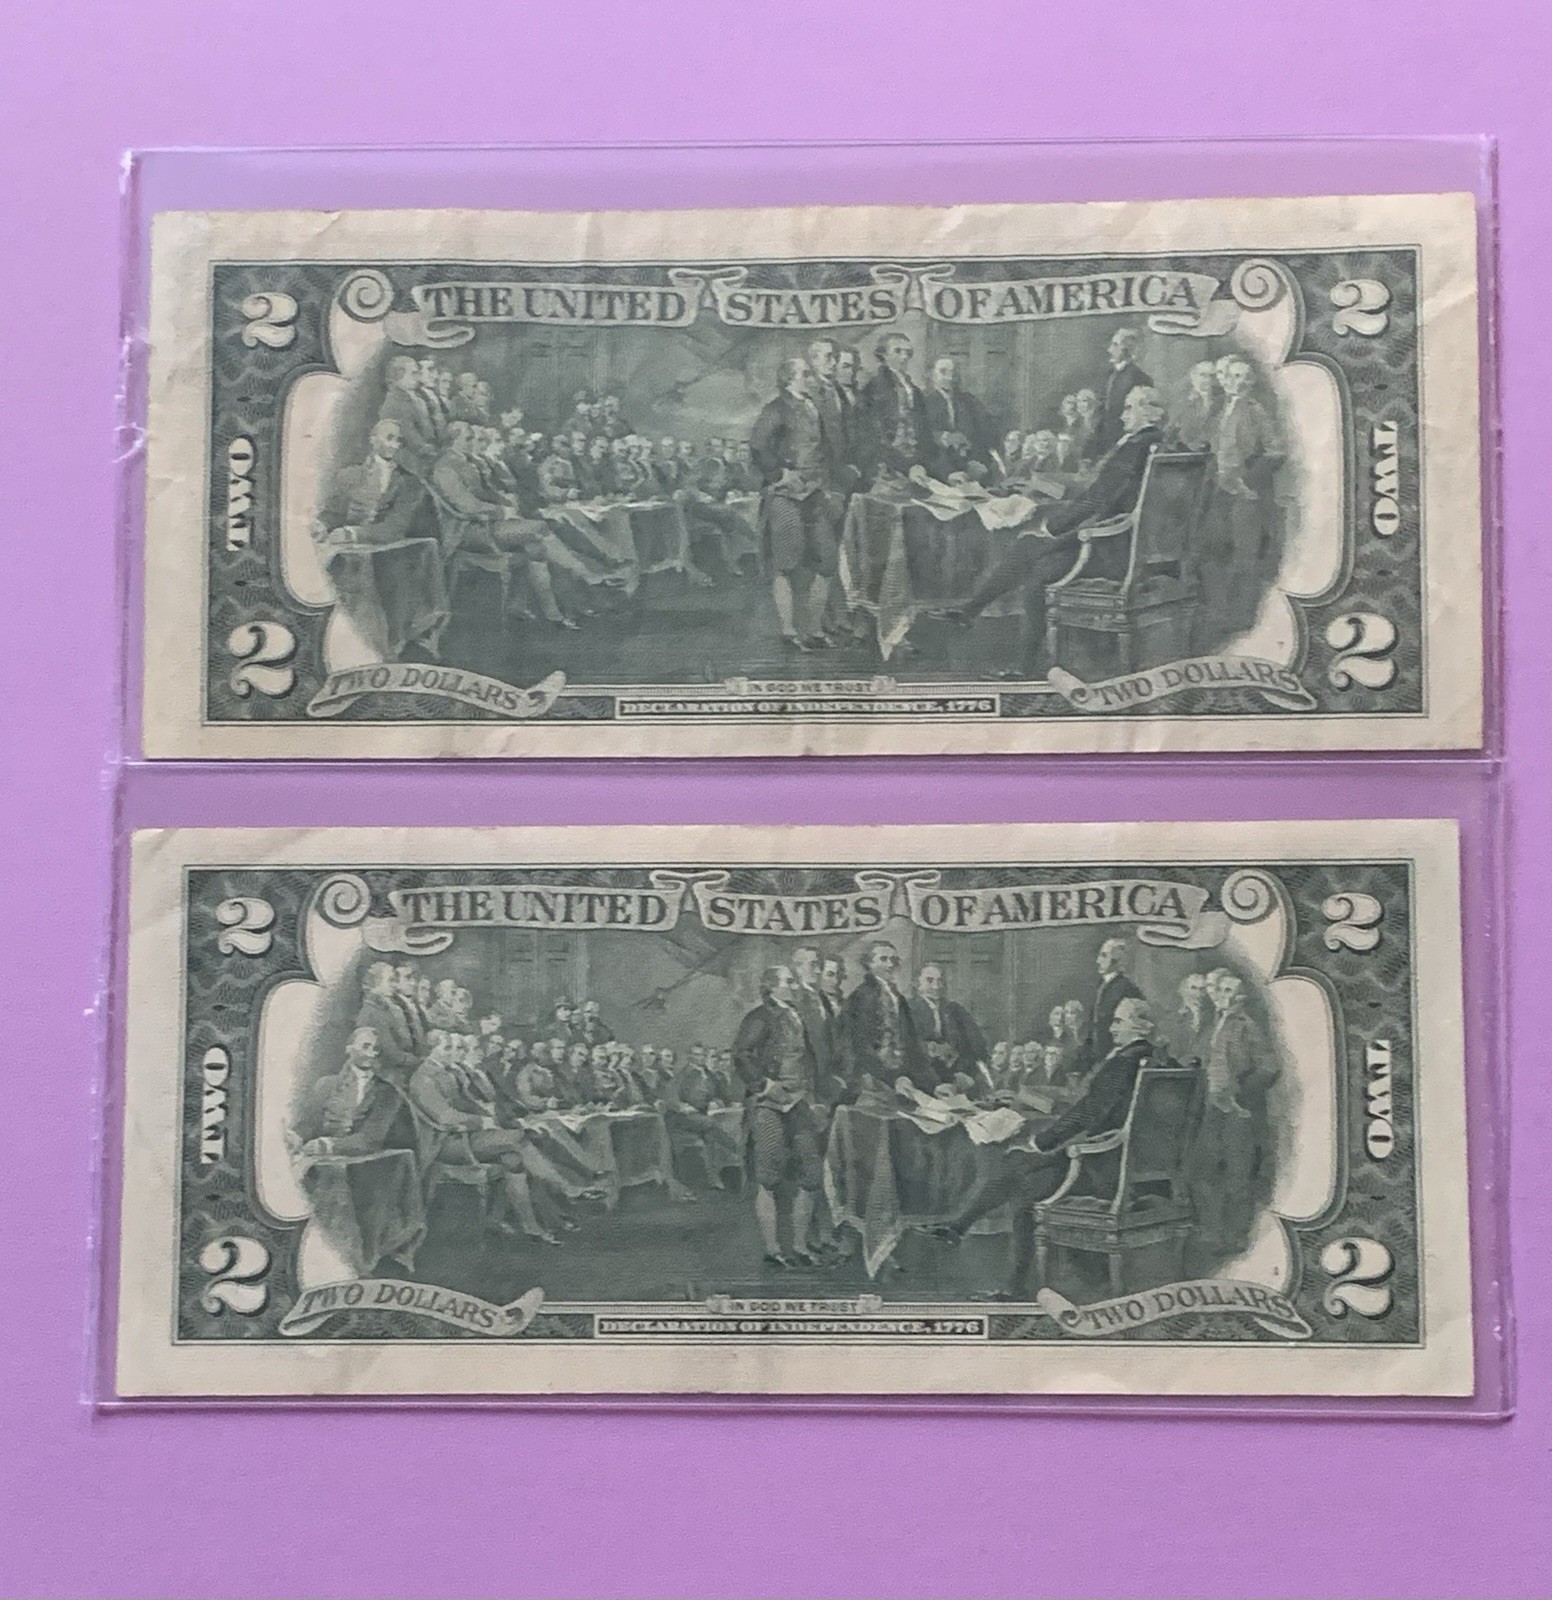 THE UNITED STATES OF AMERICA
2 2
TWO TWO
2 2
TWO DOLLARS IN GOD WE TRUST TWO DOLLARS
DECLARATION OF INDEPENDENCE, 1776
THE UNITED STATES OF AMERICA
2 2
TWO TWO
2 2
TWO DOLLARS IN GOD WE TRUST TWO DOLLARS
DECLARATION OF INDEPENDENCE, 1776